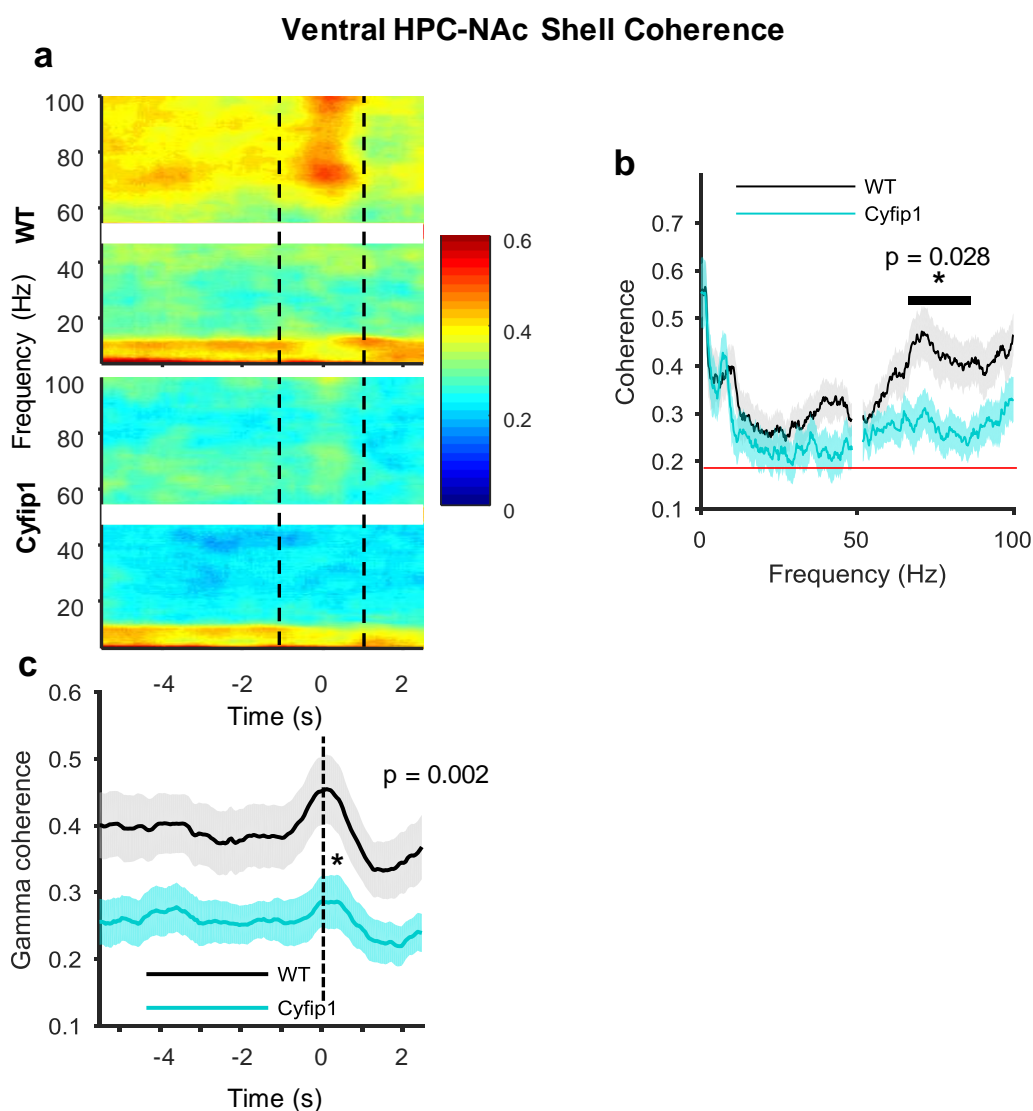 Ventral HPC-NAc Shell Coherence
a
100
80
60
40
20
WT
Frequency (Hz)
100
80
60
40
20
Cyfip1
0.6
0.4
0.2
0
-4 -2 0 2
Time (s)
b
WT
Cyfip1
p = 0.028
*
0.7
0.6
0.5
0.4
0.3
0.2
0.1
Coherence
0 50 100
Frequency (Hz)
c
0.6
0.5
0.4
0.3
0.2
0.1
Gamma coherence
p = 0.002
*
WT
Cyfip1
-4 -2 0 2
Time (s)